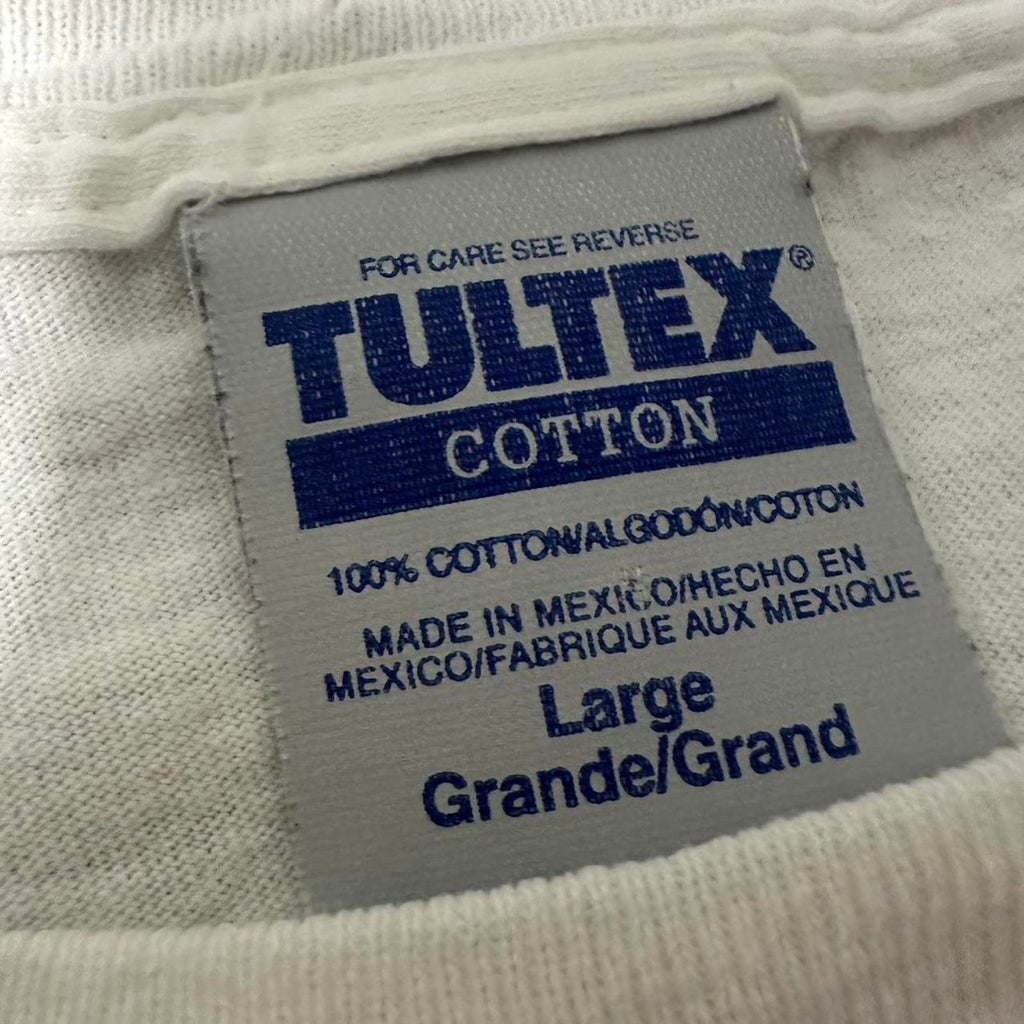 FOR CARE SEE REVERSE
TULTEX®
COTTON
100% COTTON/ALGODÓN/COTON
MADE IN MEXICO/HECHO EN
MEXICO/FABRIQUE AUX MEXIQUE
Large
Grande/Grand